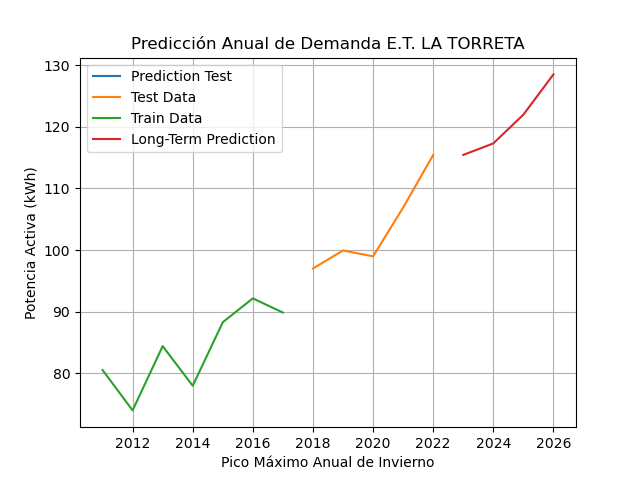 Predicción Anual de Demanda E.T. LA TORRETA
130
120
110
100
90
80
Potencia Activa (kWh)
Prediction Test
Test Data
Train Data
Long-Term Prediction
2012 2014 2016 2018 2020 2022 2024 2026
Pico Máximo Anual de Invierno